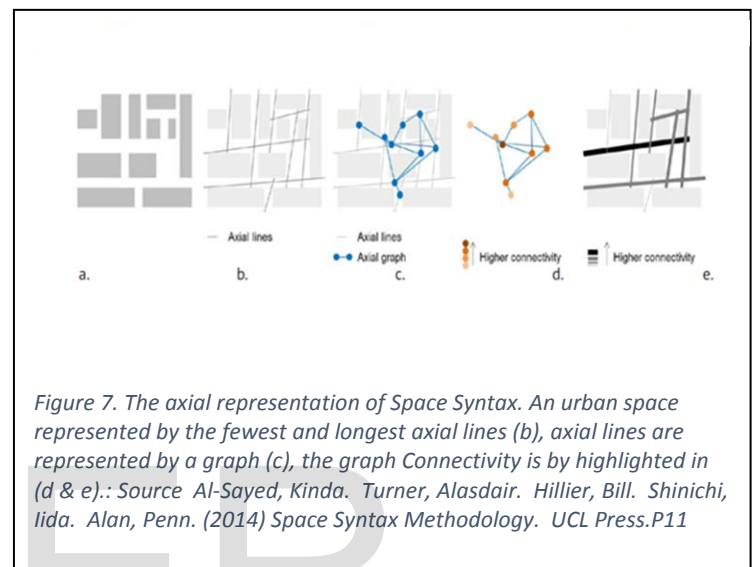 Axial lines
Axial lines
Axial graph
Higher connectivity
Higher connectivity
a.
b.
c.
d.
e.
Figure 7. The axial representation of Space Syntax. An urban space
represented by the fewest and longest axial lines (b), axial lines are
represented by a graph (c), the graph Connectivity is by highlighted in
(d & e).: Source Al-Sayed, Kinda. Turner, Alasdair. Hillier, Bill. Shinichi,
Iida. Alan, Penn. (2014) Space Syntax Methodology. UCL Press.P11